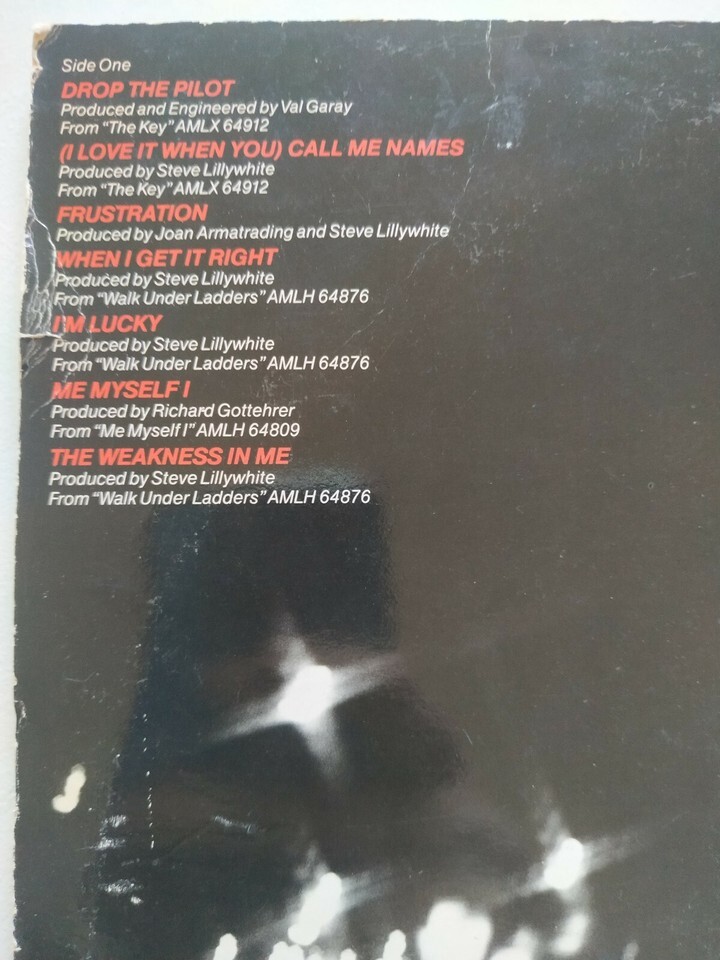 Side One
DROP THE PILOT
Produced and Engineered by Val Garay
From "The Key" AMLX 64912
(I LOVE IT WHEN YOU) CALL ME NAMES
Produced by Steve Lillywhite
From "The Key" AMLX 64912
FRUSTRATION
Produced by Joan Armatrading and Steve Lillywhite
WHEN I GET IT RIGHT
Produced by Steve Lillywhite
From "Walk Under Ladders" AMLH 64876
I'M LUCKY
Produced by Steve Lillywhite
From "Walk Under Ladders" AMLH 64876
ME MYSELF I
Produced by Richard Gottehrer
From "Me Myself I" AMLH 64809
THE WEAKNESS IN ME
Produced by Steve Lillywhite
From "Walk Under Ladders" AMLH 64876